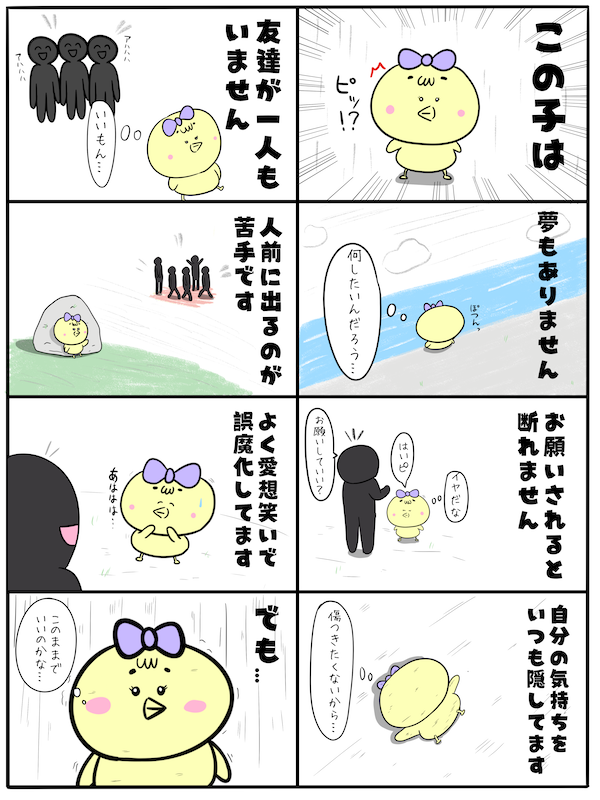 この子は
ピッ!?
友達が一人も
いません
アハハハ
アハハハ
いいもん…
夢もありません
何したいんだろう…
ぽつんっ
人前に出るのが
苦手です
お願いされると
断れません
イヤだな
はいピ
お願いしていい?
よく愛想笑いで
誤魔化してます
あははは…
自分の気持ちを
いつも隠してます
傷つきたくないから…
でも…
このままで
いいのかな…